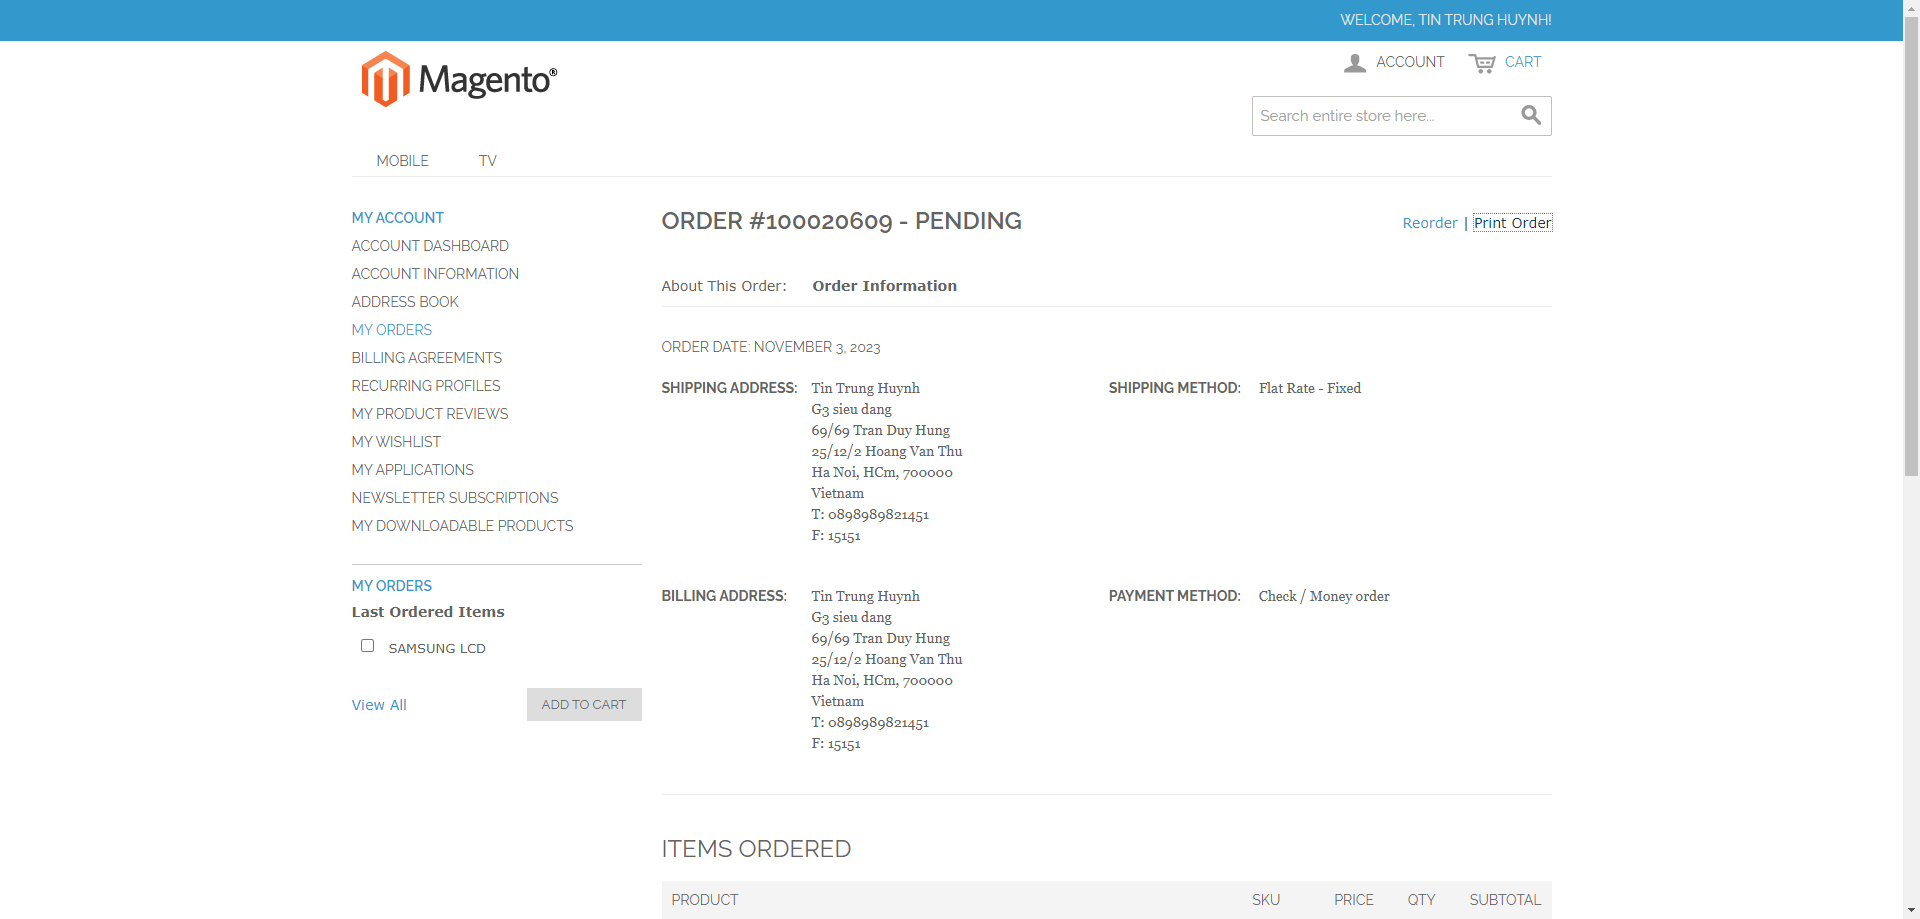 WELCOME, TIN TRUNG HUYNH!
Magento®
ACCOUNT
CART
Search entire store here...
MOBILE
TV
MY ACCOUNT
ACCOUNT DASHBOARD
ACCOUNT INFORMATION
ADDRESS BOOK
MY ORDERS
BILLING AGREEMENTS
RECURRING PROFILES
MY PRODUCT REVIEWS
MY WISHLIST
MY APPLICATIONS
NEWSLETTER SUBSCRIPTIONS
MY DOWNLOADABLE PRODUCTS
MY ORDERS
Last Ordered Items
SAMSUNG LCD
View All
ADD TO CART
ORDER #100020609 - PENDING
Reorder | Print Order
About This Order: Order Information
ORDER DATE: NOVEMBER 3, 2023
SHIPPING ADDRESS:
Tin Trung Huynh
G3 sieu dang
69/69 Tran Duy Hung
25/12/2 Hoang Van Thu
Ha Noi, HCm, 700000
Vietnam
T: 0898989821451
F: 15151
SHIPPING METHOD: Flat Rate - Fixed
BILLING ADDRESS:
Tin Trung Huynh
G3 sieu dang
69/69 Tran Duy Hung
25/12/2 Hoang Van Thu
Ha Noi, HCm, 700000
Vietnam
T: 0898989821451
F: 15151
PAYMENT METHOD: Check / Money order
ITEMS ORDERED
PRODUCT SKU PRICE QTY SUBTOTAL